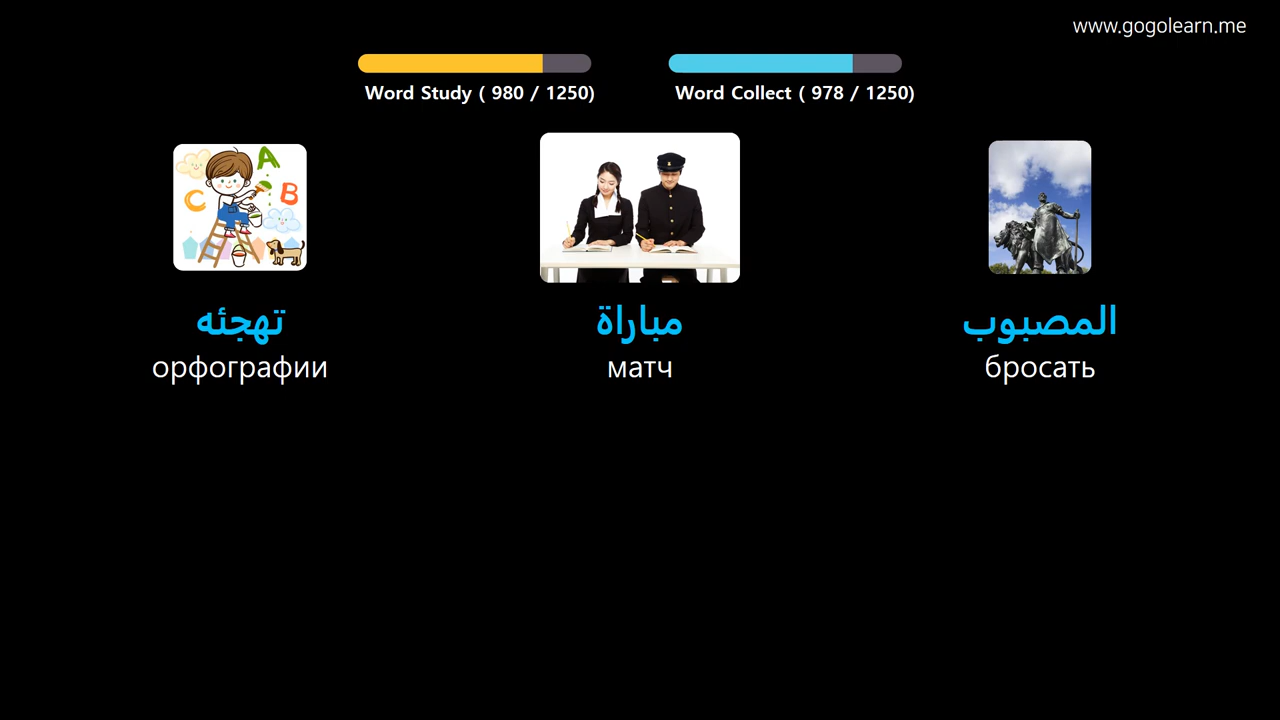 www.gogolearn.me
Word Study ( 980 / 1250)
Word Collect ( 978 / 1250)
A
B
C
تهجئه
مباراة
المصبوب
орфографии
матч
бросать